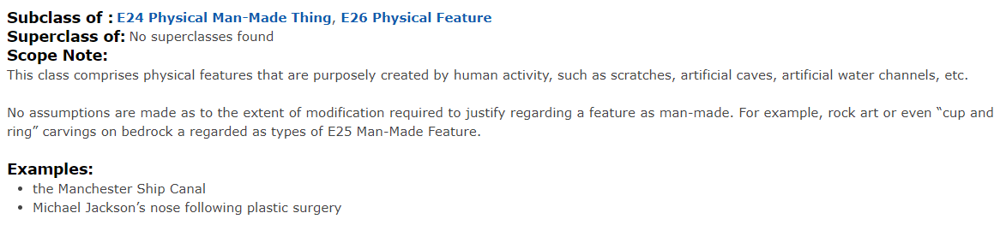 Subclass of : E24 Physical Man-Made Thing, E26 Physical Feature
Superclass of: No superclasses found
Scope Note:
This class comprises physical features that are purposely created by human activity, such as scratches, artificial caves, artificial water channels, etc.
No assumptions are made as to the extent of modification required to justify regarding a feature as man-made. For example, rock art or even “cup and
ring” carvings on bedrock a regarded as types of E25 Man-Made Feature.
Examples:
• the Manchester Ship Canal
• Michael Jackson’s nose following plastic surgery